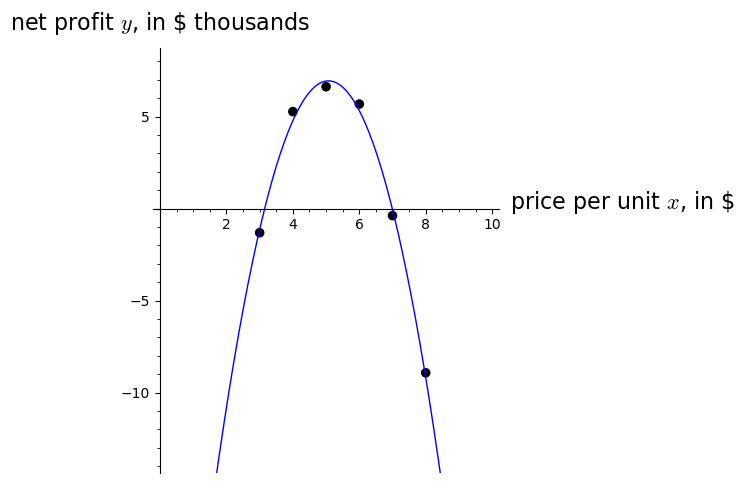 net profit y, in $ thousands
5
price per unit x, in $
2 4 6 8 10
−5
−10